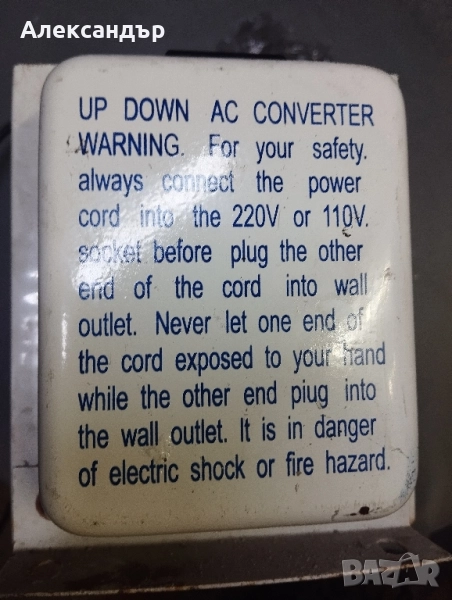 Александър
UP DOWN AC CONVERTER
WARNING. For your safety.
always connect the power
cord into the 220V or 110V.
socket before plug the other
end of the cord into wall
outlet. Never let one end of
the cord exposed to your hand
while the other end piug into
the wall outlet. It is in danger
of electric shock or fire hazard.
BAZAR